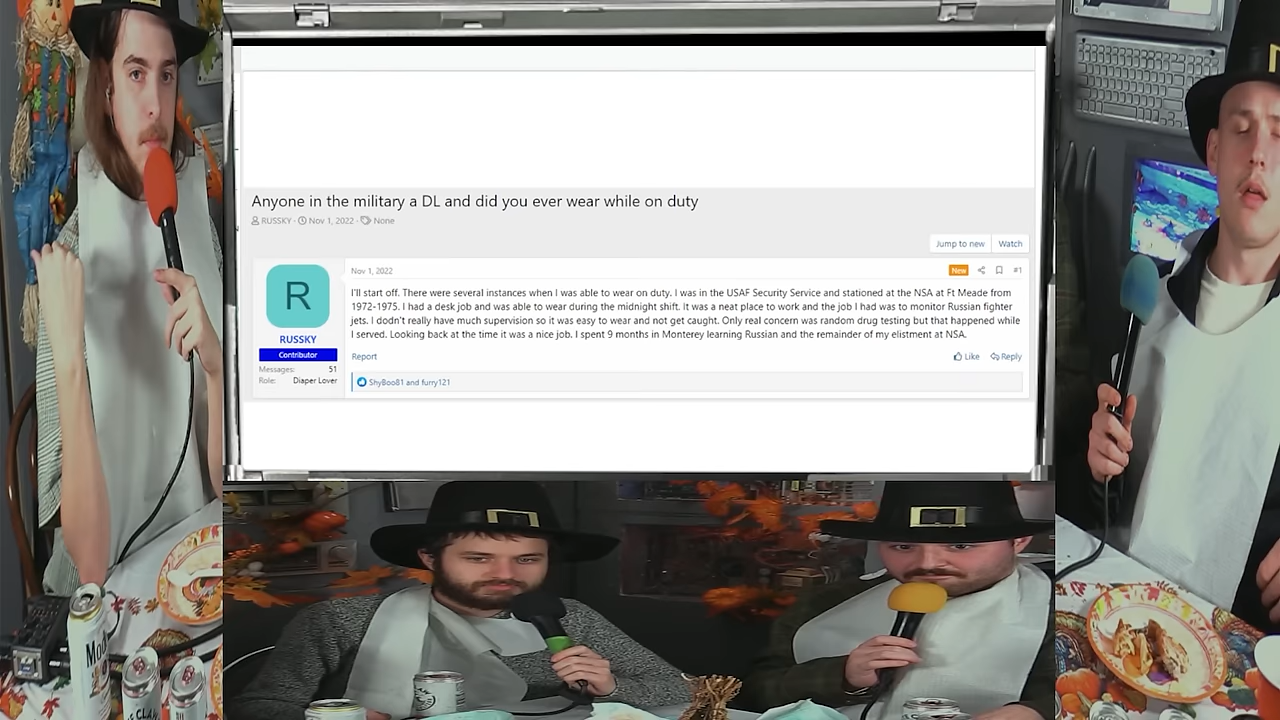 Anyone in the military a DL and did you ever wear while on duty
RUSSKY · Nov 1, 2022 · None
Jump to new
Watch
R
RUSSKY
Contributor
Messages: 51
Role: Diaper Lover
Nov 1, 2022
New
#1
I'll start off. There were several instances when I was able to wear on duty. I was in the USAF Security Service and stationed at the NSA at Ft Meade from
1972-1975. I had a desk job and was able to wear during the midnight shift. It was a neat place to work and the job I had was to monitor Russian fighter
jets. I dodn't really have much supervision so it was easy to wear and not get caught. Only real concern was random drug testing but that happened while
I served. Looking back at the time it was a nice job. I spent 9 months in Monterey learning Russian and the remainder of my elistment at NSA.
Report
Like
Reply
ShyBoo81 and furry121